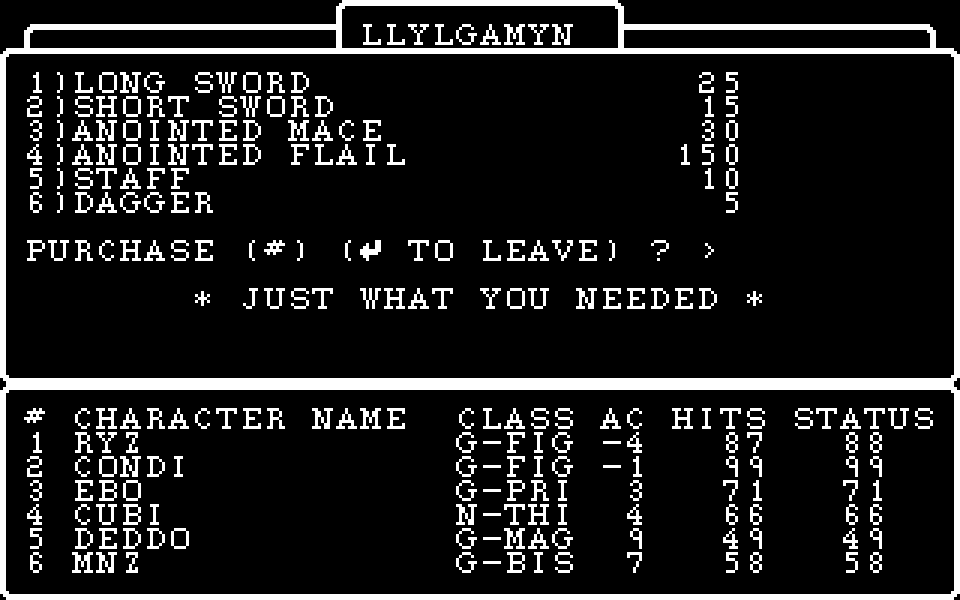 LLYLGAMYN
1)LONG SWORD 25
2)SHORT SWORD 15
3)ANOINTED MACE 30
4)ANOINTED FLAIL 150
5)STAFF 10
6)DAGGER 5
PURCHASE (#) (↵ TO LEAVE) ? >
* JUST WHAT YOU NEEDED *
# CHARACTER NAME CLASS AC HITS STATUS
1 RYZ G-FIG -4 87 88
2 CONDI G-FIG -1 99 99
3 EBO G-PRI 3 71 71
4 CUBI N-THI 4 66 66
5 DEDDO G-MAG 9 49 49
6 MNZ G-BIS 7 58 58